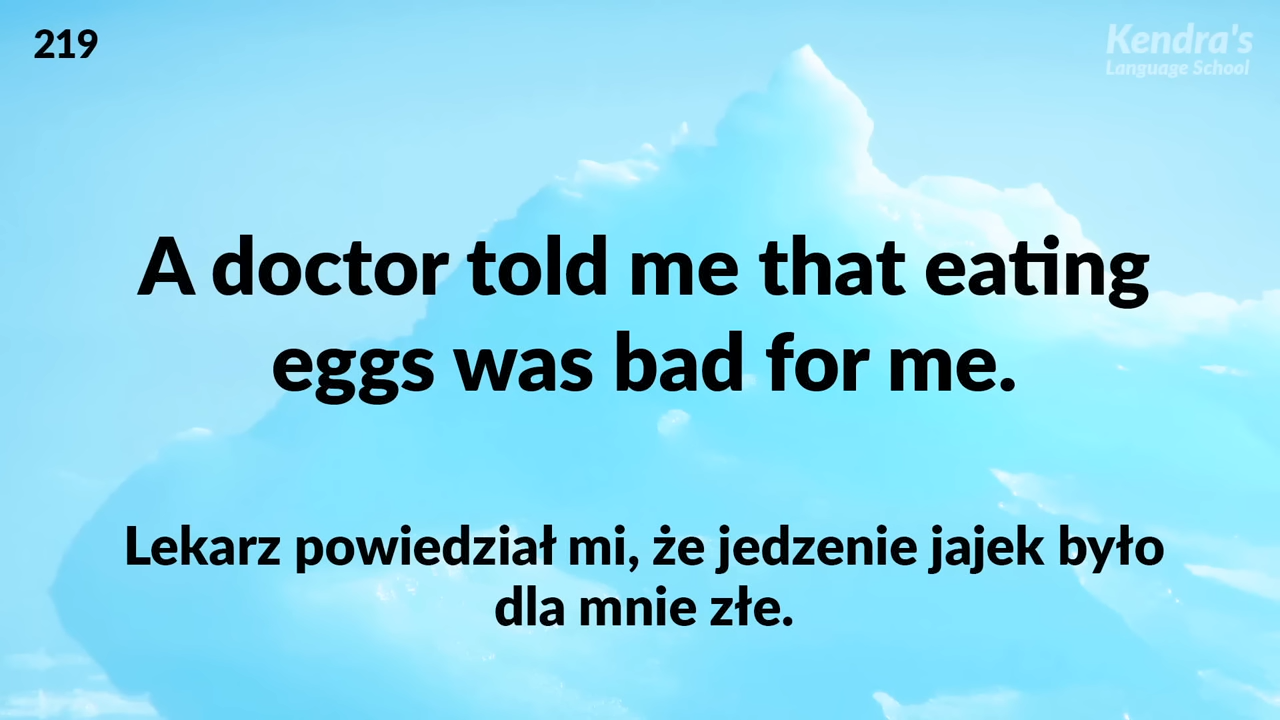 219
Kendra's
Language School
A doctor told me that eating
eggs was bad for me.
Lekarz powiedział mi, że jedzenie jajek było
dla mnie złe.